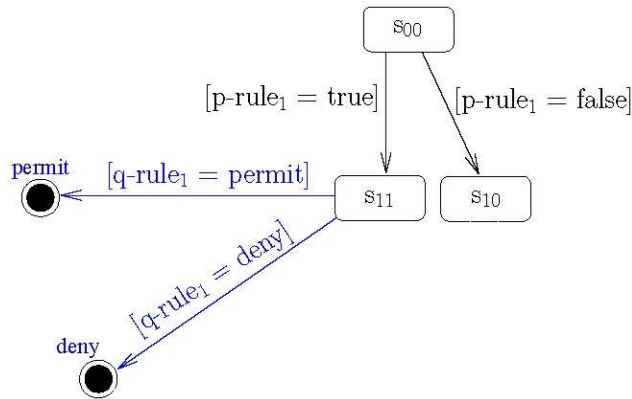 s₀₀
[p-rule₁ = true]
[p-rule₁ = false]
permit
[q-rule₁ = permit]
s₁₁
s₁₀
[q-rule₁ = deny]
deny